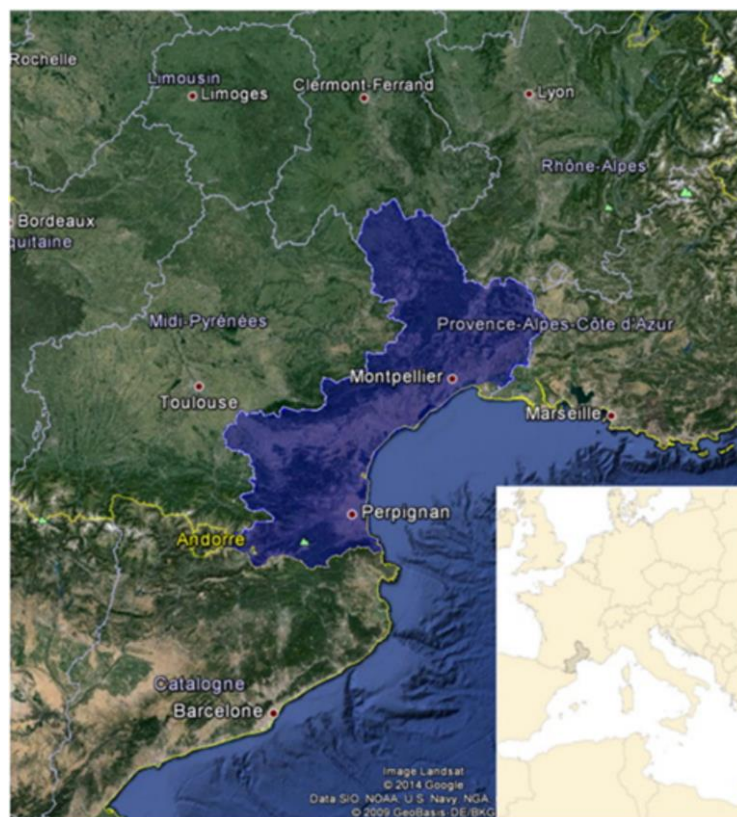 Rochelle
Limousin
Limoges
Clermont-Ferrand
Lyon
Rhône-Alpes
Bordeaux
quitaine
Midi-Pyrénées
Provence-Alpes-Côte d'Azur
Montpellier
Toulouse
Marseille
Perpignan
Andorre
Catalogne
Barcelone
Image Landsat
© 2014 Google
Data SIO, NOAA, U.S. Navy, NGA,
© 2009 GeoBasis-DE/BKG